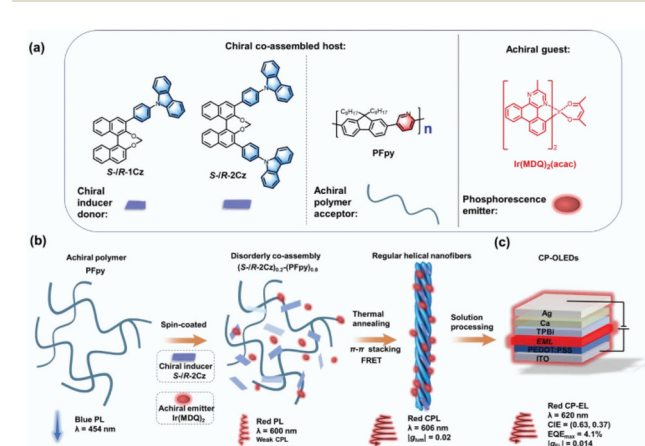 (a)
Chiral co-assembled host:
Achiral guest:
S-/R-1Cz
S-/R-2Cz
C8H17 C8H17
N
n
PFpy
2
Ir(MDQ)2(acac)
Chiral
inducer
donor:
Achiral
polymer
acceptor:
Phosphorescence
emitter:
(b)
Achiral polymer
PFpy
Spin-coated
Chiral inducer
S-/R-2Cz
Achiral emitter
Ir(MDQ)2
Blue PL
λ = 454 nm
Disorderly co-assembly
(S-/R-2Cz)0.2-(PFpy)0.8
Red PL
λ = 600 nm
Weak CPL
Thermal
annealing
π-π stacking
FRET
Regular helical nanofibers
Red CPL
λ = 606 nm
|glum| = 0.02
Solution
processing
(c)
CP-OLEDs
Ag
Ca
TPBi
EML
PEDOT:PSS
ITO
Red CP-EL
λ = 620 nm
CIE = (0.63, 0.37)
EQEmax = 4.1%
|gEL| = 0.014